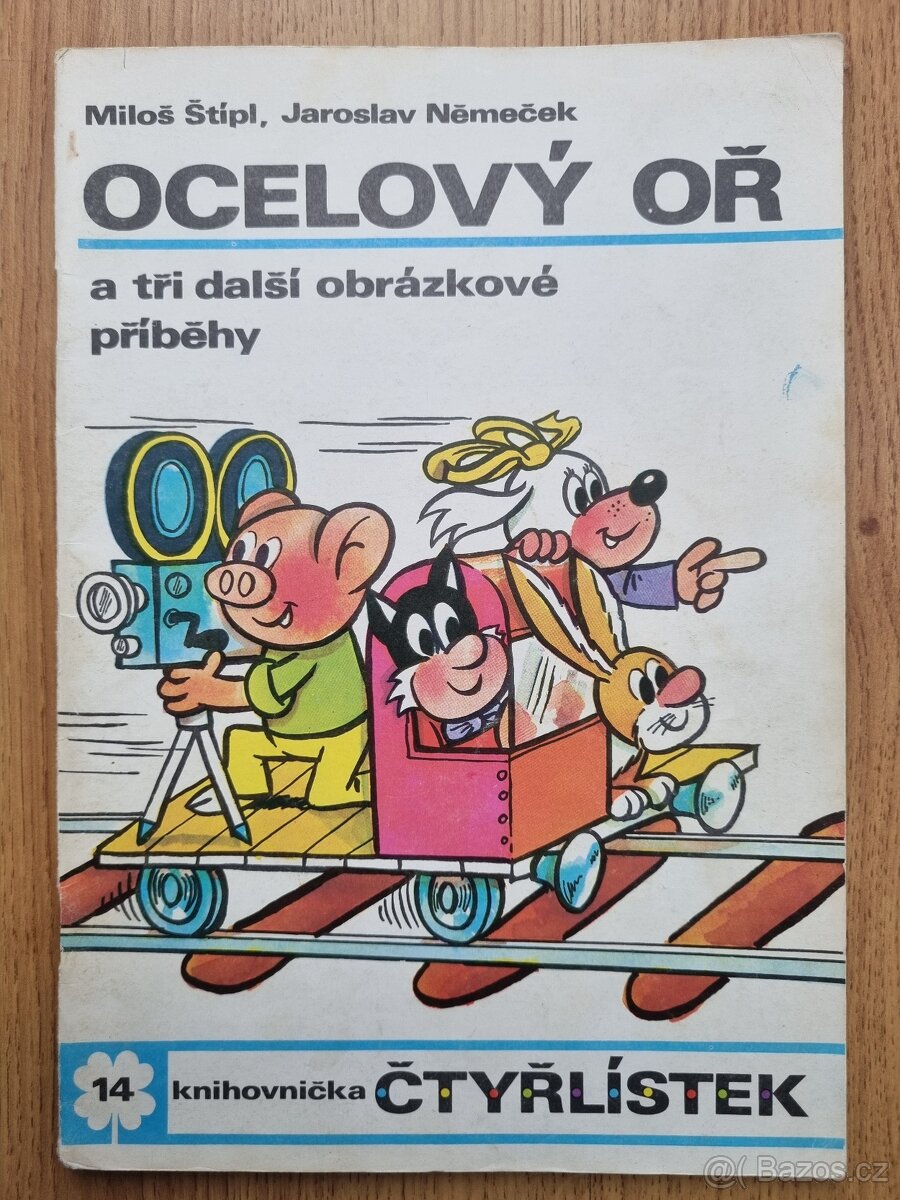 Miloš Štípl, Jaroslav Němeček
OCELOVÝ OŘ
a tři další obrázkové
příběhy
14 knihovnička ČTYŘLÍSTEK
@( Bazos.cz